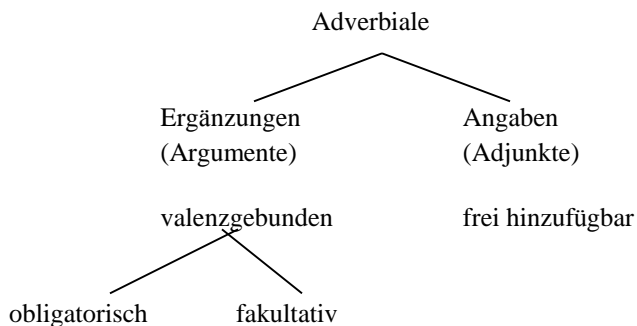 Adverbiale
Ergänzungen Angaben
(Argumente) (Adjunkte)
valenzgebunden frei hinzufügbar
obligatorisch fakultativ